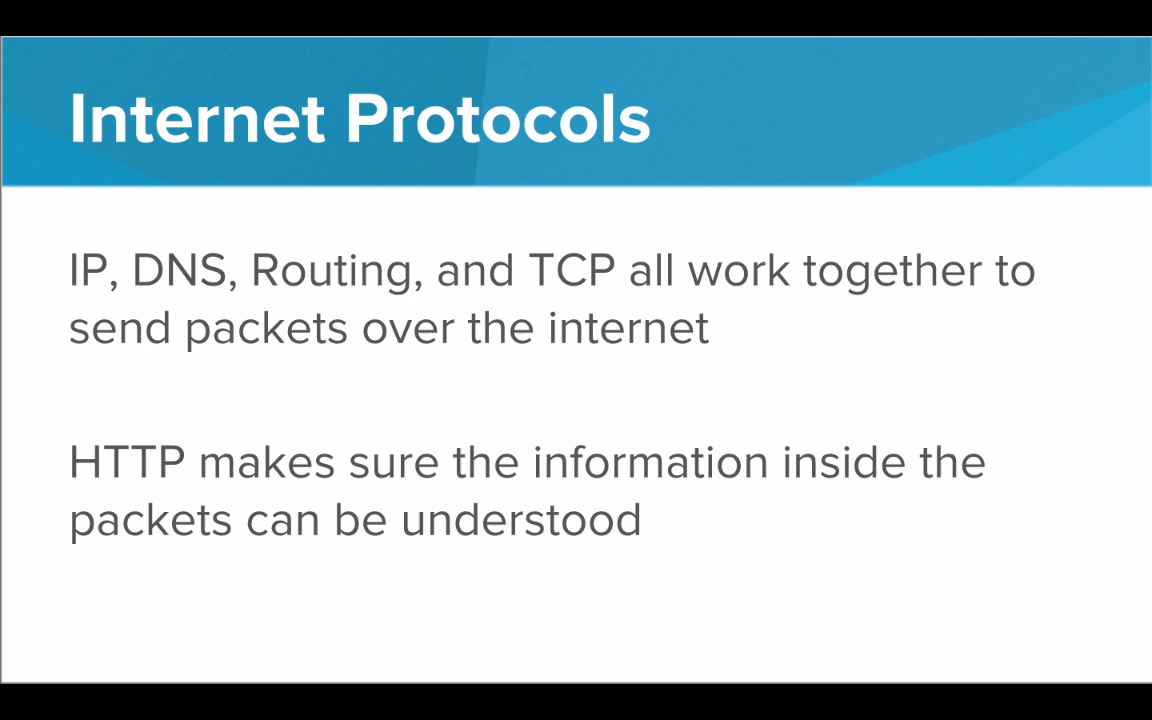 Internet Protocols
IP, DNS, Routing, and TCP all work together to
send packets over the internet
HTTP makes sure the information inside the
packets can be understood